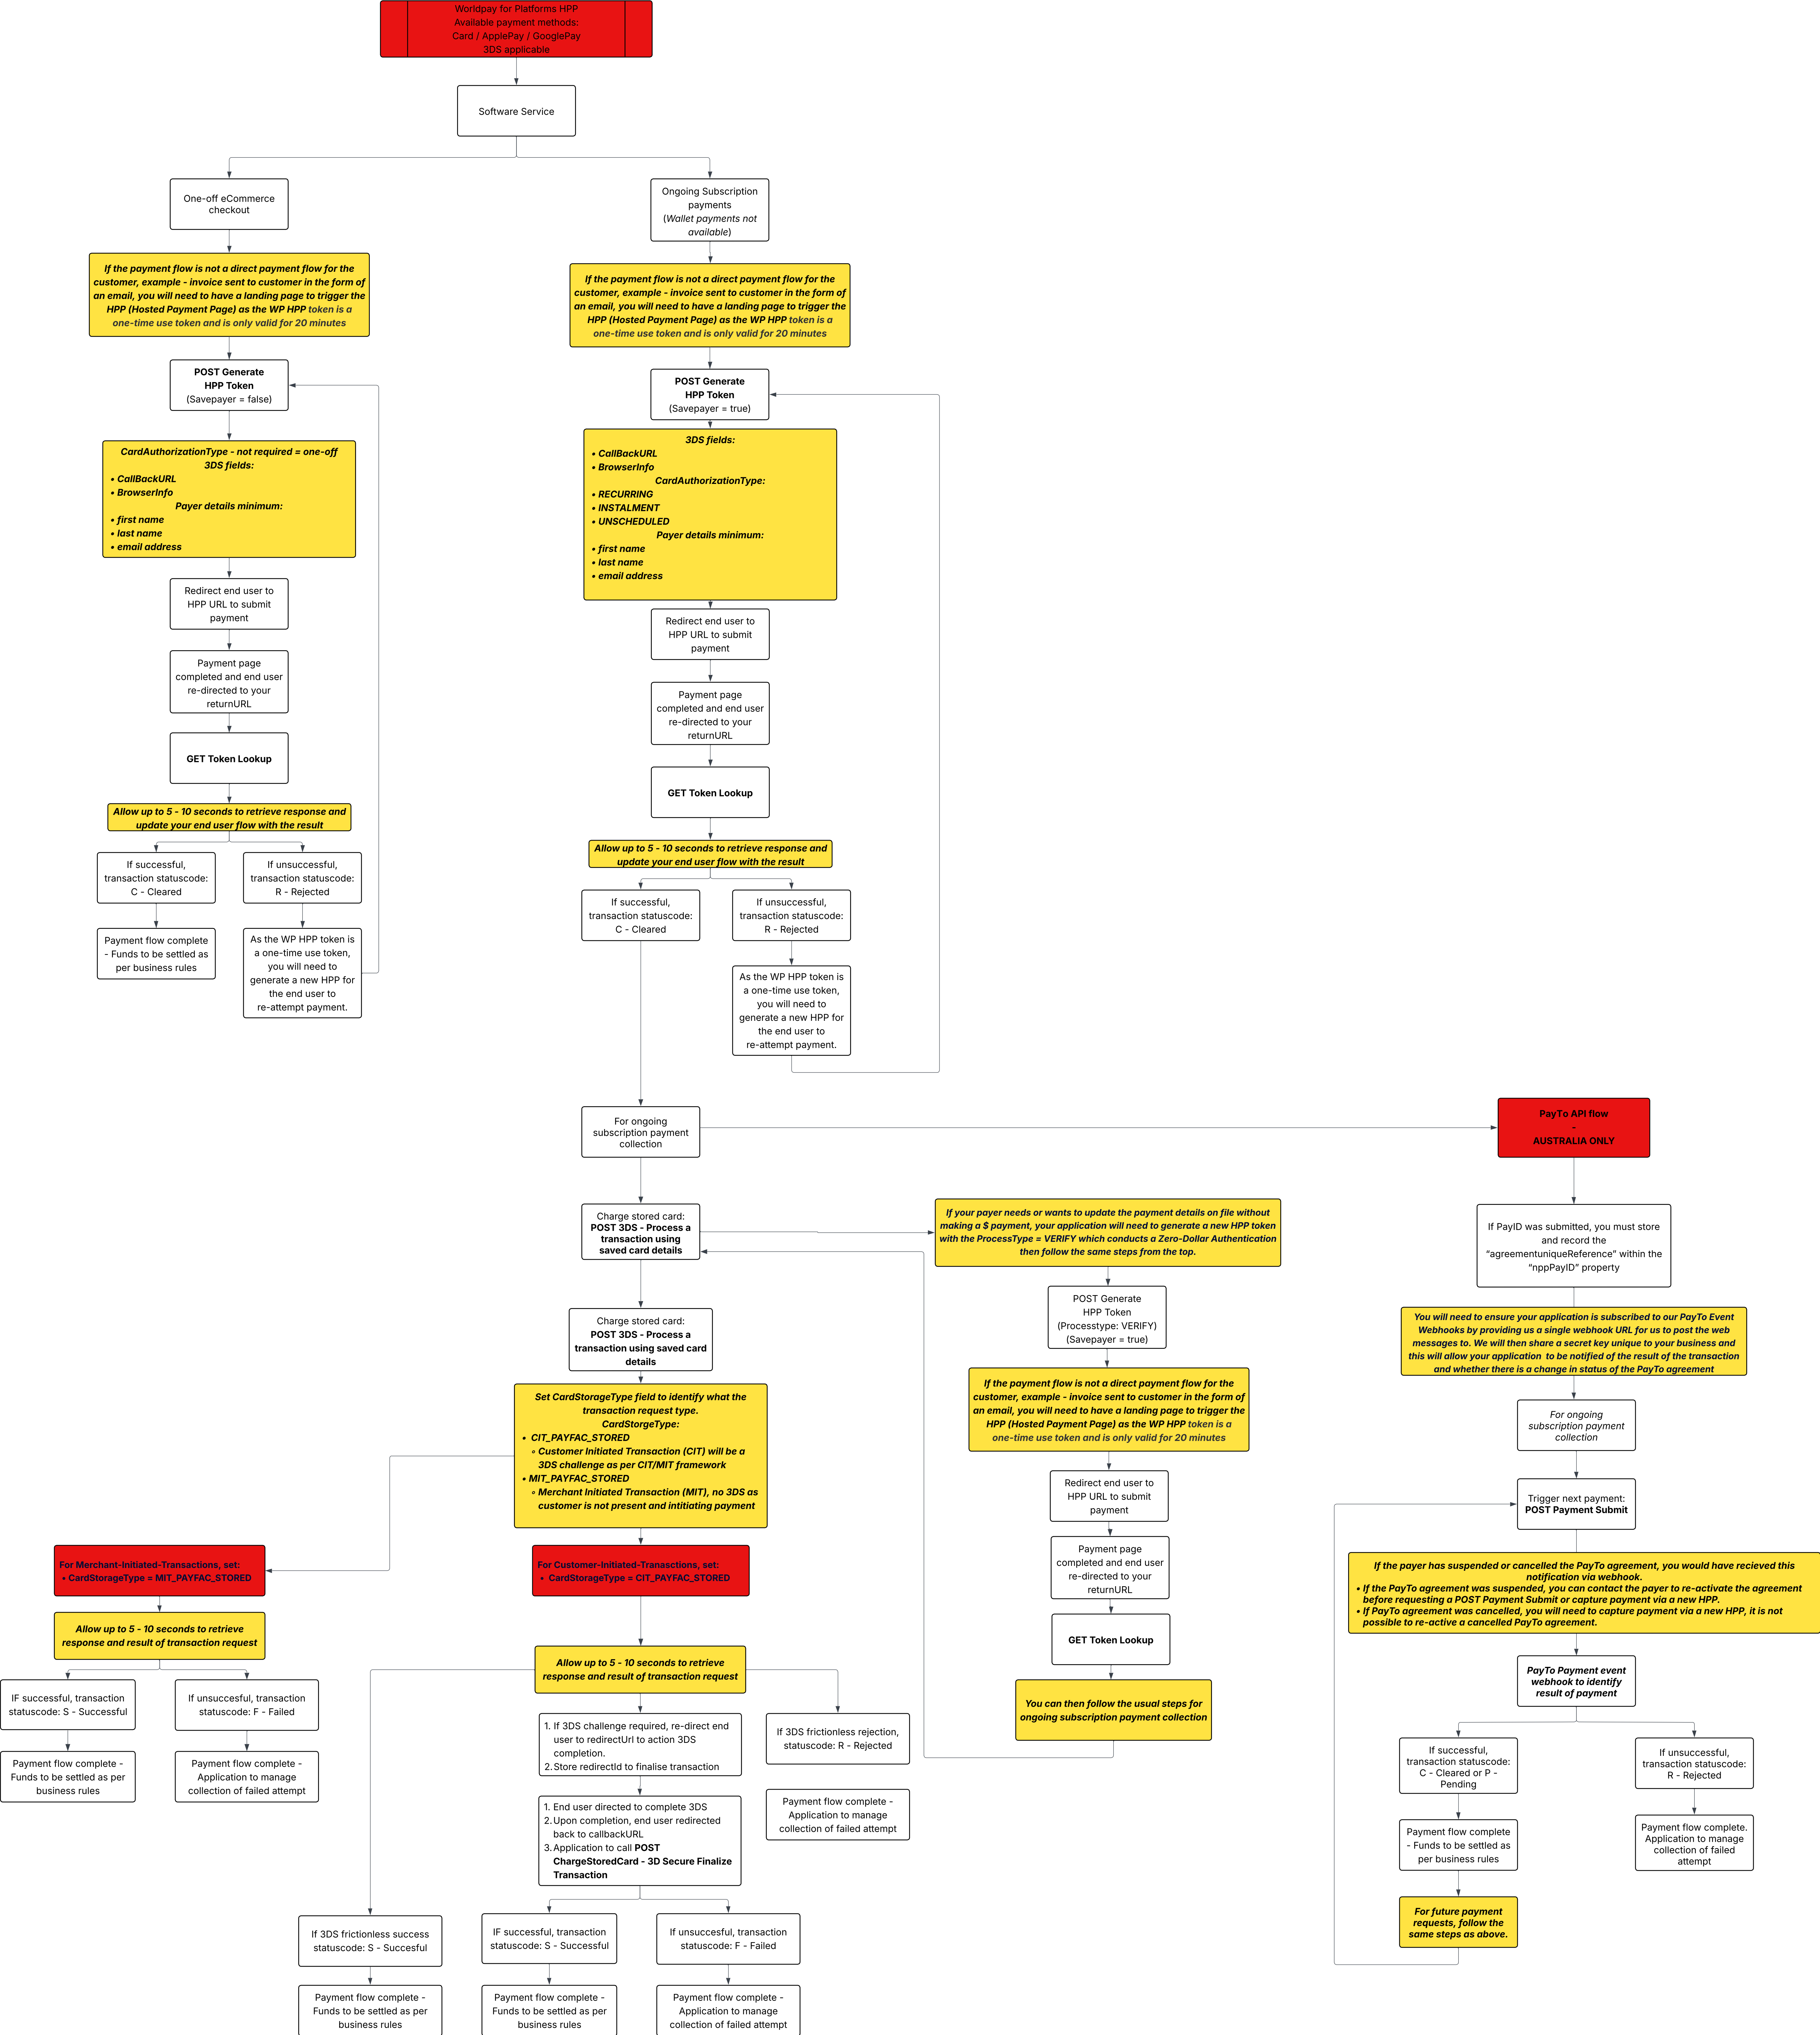 Worldpay for Platforms HPP
Available payment methods:
Card / ApplePay / GooglePay
3DS applicable
Software Service
One-off eCommerce
checkout
If the payment flow is not a direct payment flow for the
customer, example - invoice sent to customer in the form of
an email, you will need to have a landing page to trigger the
HPP (Hosted Payment Page) as the WP HPP token is a
one-time use token and is only valid for 20 minutes
POST Generate
HPP Token
(Savepayer = false)
CardAuthorizationType - not required = one-off
3DS fields:
• CallBackURL
• BrowserInfo
Payer details minimum:
• first name
• last name
• email address
Redirect end user to
HPP URL to submit
payment
Payment page
completed and end user
re-directed to your
returnURL
GET Token Lookup
Allow up to 5 - 10 seconds to retrieve response and
update your end user flow with the result
If successful,
transaction statuscode:
C - Cleared
If unsuccessful,
transaction statuscode:
R - Rejected
Payment flow complete
- Funds to be settled as
per business rules
As the WP HPP token is
a one-time use token,
you will need to
generate a new HPP for
the end user to
re-attempt payment.
Ongoing Subscription
payments
(Wallet payments not
available)
If the payment flow is not a direct payment flow for the
customer, example - invoice sent to customer in the form of
an email, you will need to have a landing page to trigger the
HPP (Hosted Payment Page) as the WP HPP token is a
one-time use token and is only valid for 20 minutes
POST Generate
HPP Token
(Savepayer = true)
3DS fields:
• CallBackURL
• BrowserInfo
CardAuthorizationType:
• RECURRING
• INSTALMENT
• UNSCHEDULED
Payer details minimum:
• first name
• last name
• email address
Redirect end user to
HPP URL to submit
payment
Payment page
completed and end user
re-directed to your
returnURL
GET Token Lookup
Allow up to 5 - 10 seconds to retrieve response and
update your end user flow with the result
If successful,
transaction statuscode:
C - Cleared
If unsuccessful,
transaction statuscode:
R - Rejected
As the WP HPP token is
a one-time use token,
you will need to
generate a new HPP for
the end user to
re-attempt payment.
For ongoing
subscription payment
collection
Charge stored card:
POST 3DS - Process a
transaction using
saved card details
Charge stored card:
POST 3DS - Process a
transaction using saved card
details
Set CardStorageType field to identify what the
transaction request type.
CardStorgeType:
• CIT_PAYFAC_STORED
◦ Customer Initiated Transaction (CIT) will be a
3DS challenge as per CIT/MIT framework
• MIT_PAYFAC_STORED
◦ Merchant Initiated Transaction (MIT), no 3DS as
customer is not present and intitiating payment
For Merchant-Initiated-Transactions, set:
• CardStorageType = MIT_PAYFAC_STORED
Allow up to 5 - 10 seconds to retrieve
response and result of transaction request
IF successful, transaction
statuscode: S - Successful
If unsuccesful, transaction
statuscode: F - Failed
Payment flow complete -
Funds to be settled as per
business rules
Payment flow complete -
Application to manage
collection of failed attempt
For Customer-Initiated-Tranasctions, set:
• CardStorageType = CIT_PAYFAC_STORED
Allow up to 5 - 10 seconds to retrieve
response and result of transaction request
1. If 3DS challenge required, re-direct end
user to redirectUrl to action 3DS
completion.
2. Store redirectId to finalise transaction
If 3DS frictionless rejection,
statuscode: R - Rejected
1. End user directed to complete 3DS
2. Upon completion, end user redirected
back to callbackURL
3. Application to call POST
ChargeStoredCard - 3D Secure Finalize
Transaction
Payment flow complete -
Application to manage
collection of failed attempt
If 3DS frictionless success
statuscode: S - Succesful
IF successful, transaction
statuscode: S - Successful
If unsuccesful, transaction
statuscode: F - Failed
Payment flow complete -
Funds to be settled as per
business rules
Payment flow complete -
Funds to be settled as per
business rules
Payment flow complete -
Application to manage
collection of failed attempt
If your payer needs or wants to update the payment details on file without
making a $ payment, your application will need to generate a new HPP token
with the ProcessType = VERIFY which conducts a Zero-Dollar Authentication
then follow the same steps from the top.
POST Generate
HPP Token
(Processtype: VERIFY)
(Savepayer = true)
If the payment flow is not a direct payment flow for the
customer, example - invoice sent to customer in the form of
an email, you will need to have a landing page to trigger the
HPP (Hosted Payment Page) as the WP HPP token is a
one-time use token and is only valid for 20 minutes
Redirect end user to
HPP URL to submit
payment
Payment page
completed and end user
re-directed to your
returnURL
GET Token Lookup
You can then follow the usual steps for
ongoing subscription payment collection
PayTo API flow
-
AUSTRALIA ONLY
If PayID was submitted, you must store
and record the
“agreementuniqueReference” within the
“nppPayID” property
You will need to ensure your application is subscribed to our PayTo Event
Webhooks by providing us a single webhook URL for us to post the web
messages to. We will then share a secret key unique to your business and
this will allow your application to be notified of the result of the transaction
and whether there is a change in status of the PayTo agreement
For ongoing
subscription payment
collection
Trigger next payment:
POST Payment Submit
If the payer has suspended or cancelled the PayTo agreement, you would have recieved this
notification via webhook.
• If the PayTo agreement was suspended, you can contact the payer to re-activate the agreement
before requesting a POST Payment Submit or capture payment via a new HPP.
• If PayTo agreement was cancelled, you will need to capture payment via a new HPP, it is not
possible to re-active a cancelled PayTo agreement.
PayTo Payment event
webhook to identify
result of payment
If successful,
transaction statuscode:
C - Cleared or P -
Pending
If unsuccessful,
transaction statuscode:
R - Rejected
Payment flow complete
- Funds to be settled as
per business rules
Payment flow complete.
Application to manage
collection of failed
attempt
For future payment
requests, follow the
same steps as above.